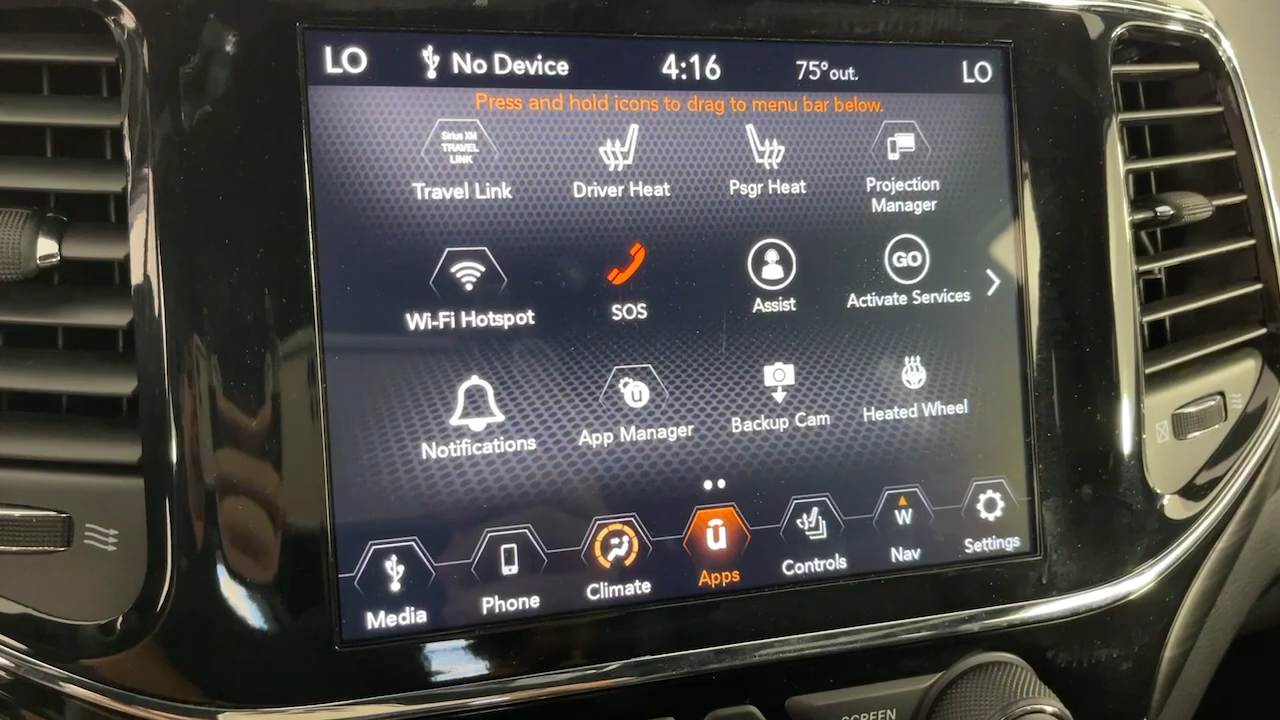 LO No Device 4:16 75°out. LO
Press and hold icons to drag to menu bar below.
Sirius XM
TRAVEL
LINK
Travel Link
Driver Heat
Psgr Heat
Projection
Manager
Wi-Fi Hotspot
SOS
Assist
GO
Activate Services
Notifications
û
App Manager
Backup Cam
Heated Wheel
Media
Phone
Climate
û
Apps
Controls
W
Nav
Settings
SCREEN